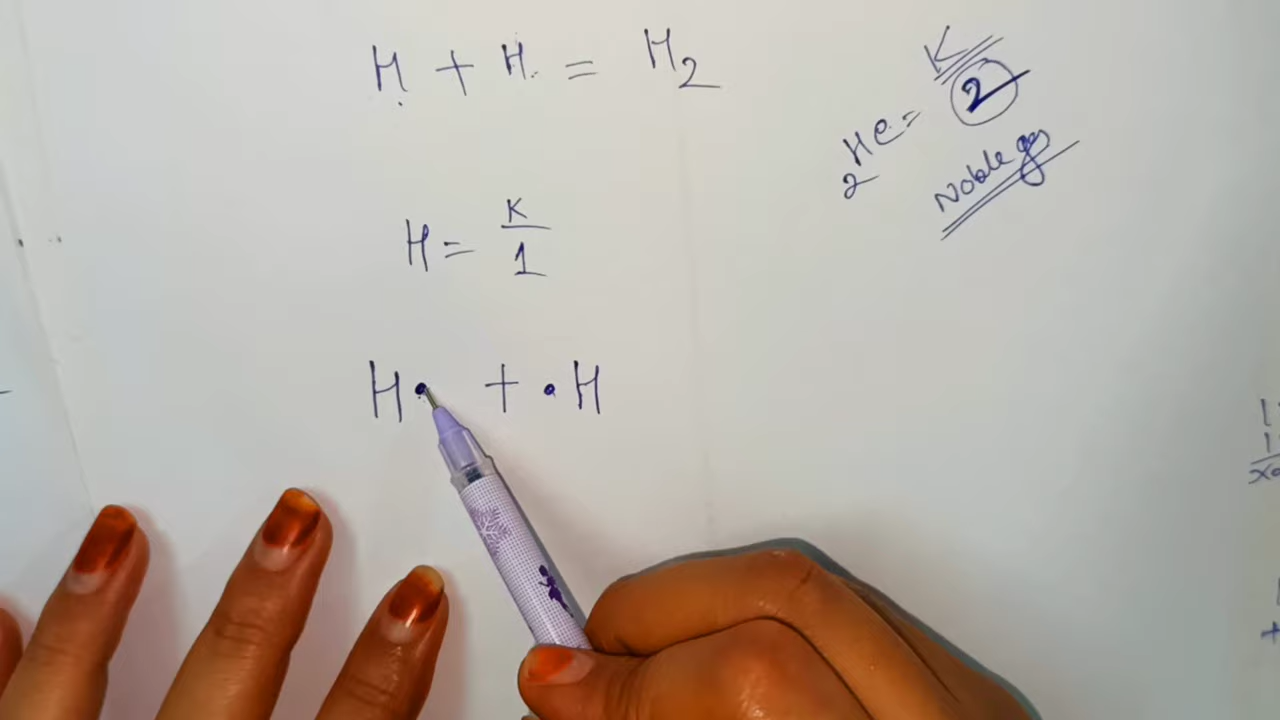 H + H = H2
K
2He = 2
Noble gas
K
H = 1
H• + •H